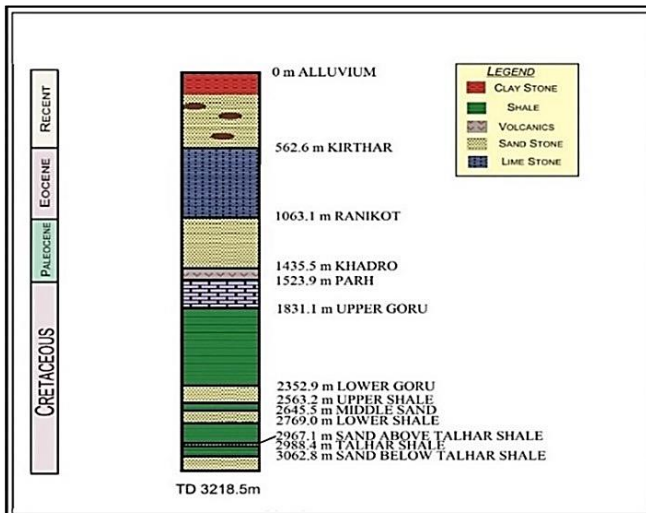 RECENT
EOCENE
PALEOCENE
CRETACEOUS
0 m ALLUVIUM
562.6 m KIRTHAR
1063.1 m RANIKOT
1435.5 m KHADRO
1523.9 m PARH
1831.1 m UPPER GORU
2352.9 m LOWER GORU
2563.2 m UPPER SHALE
2645.5 m MIDDLE SAND
2769.0 m LOWER SHALE
2967.1 m SAND ABOVE TALHAR SHALE
2988.4 m TALHAR SHALE
3062.8 m SAND BELOW TALHAR SHALE
TD 3218.5m
LEGEND
CLAY STONE
SHALE
VOLCANICS
SAND STONE
LIME STONE